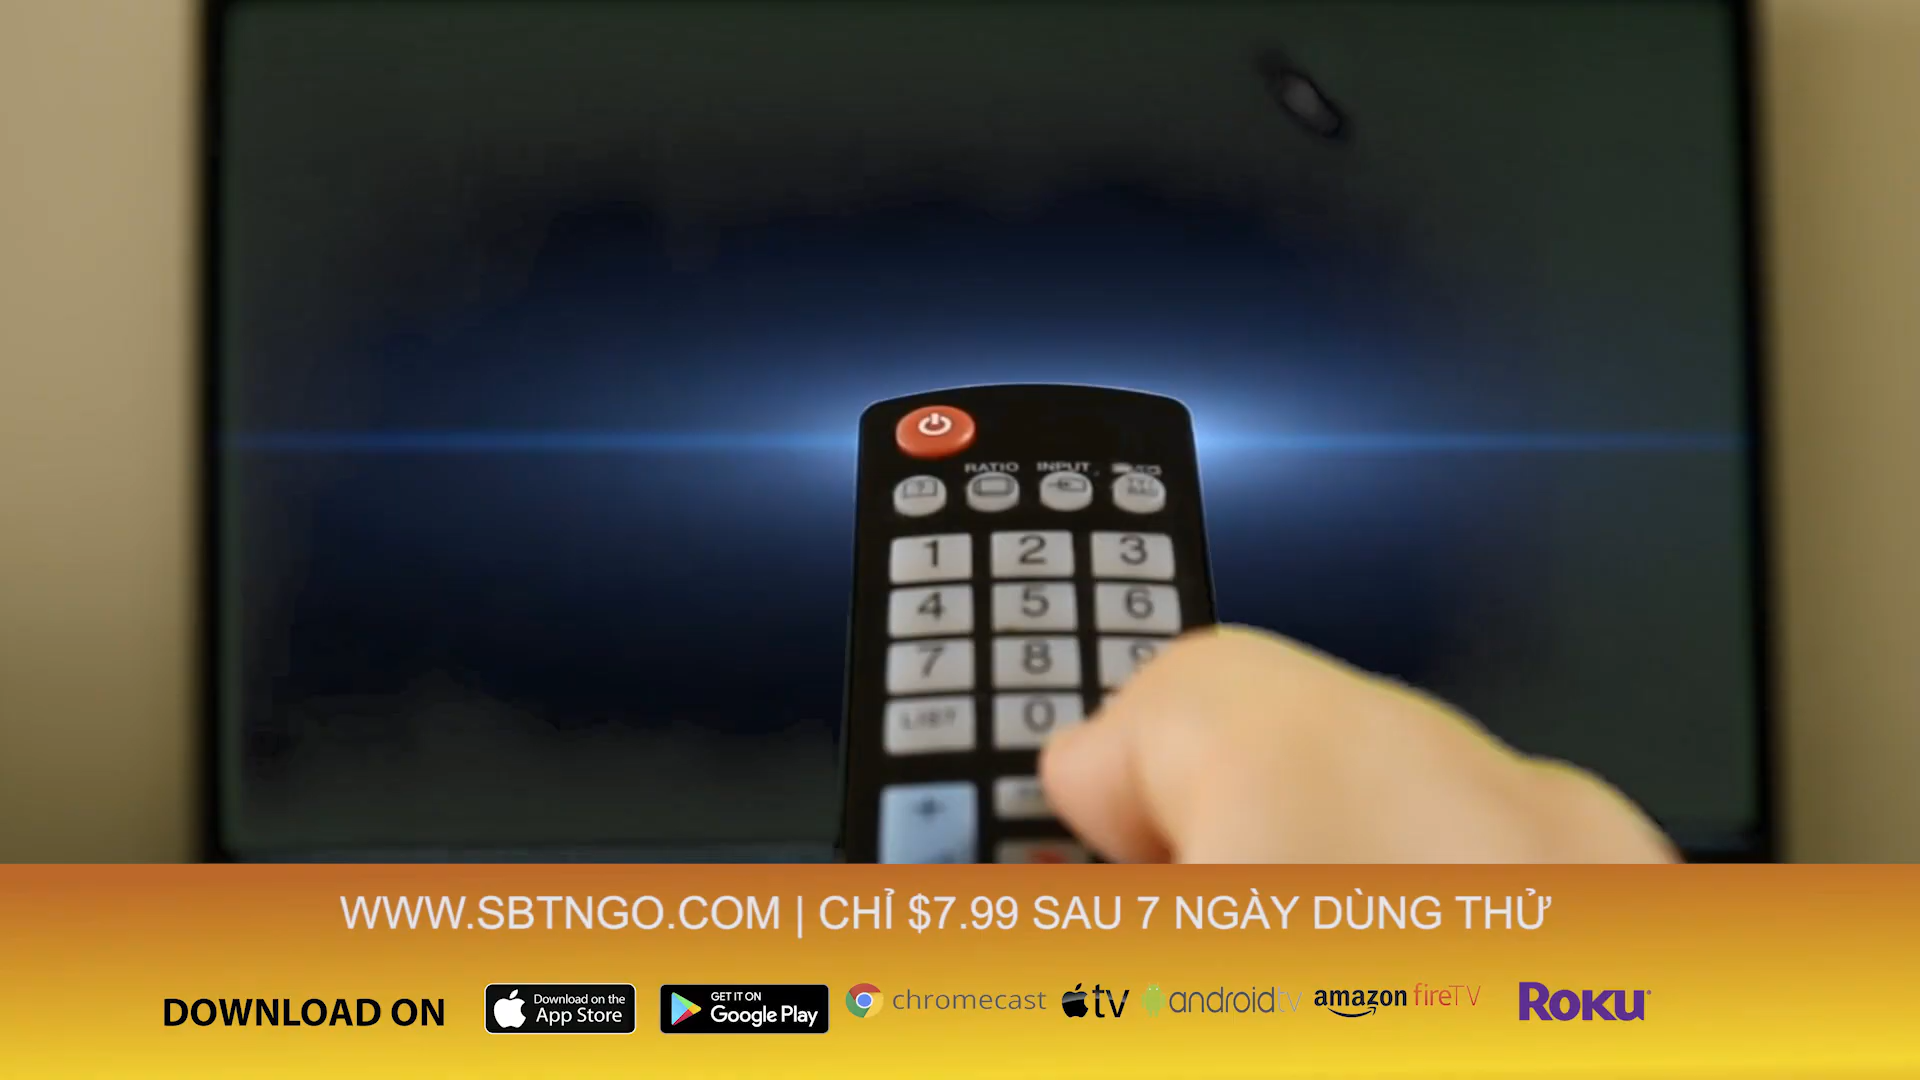 RATIO INPUT
1 2 3
4 5 6
7 8 9
LIST 0
WWW.SBTNGO.COM | CHỈ $7.99 SAU 7 NGÀY DÙNG THỬ
DOWNLOAD ON
Download on the
App Store
GET IT ON
Google Play
chromecast
tv
androidtv
amazon fireTV
ROKU